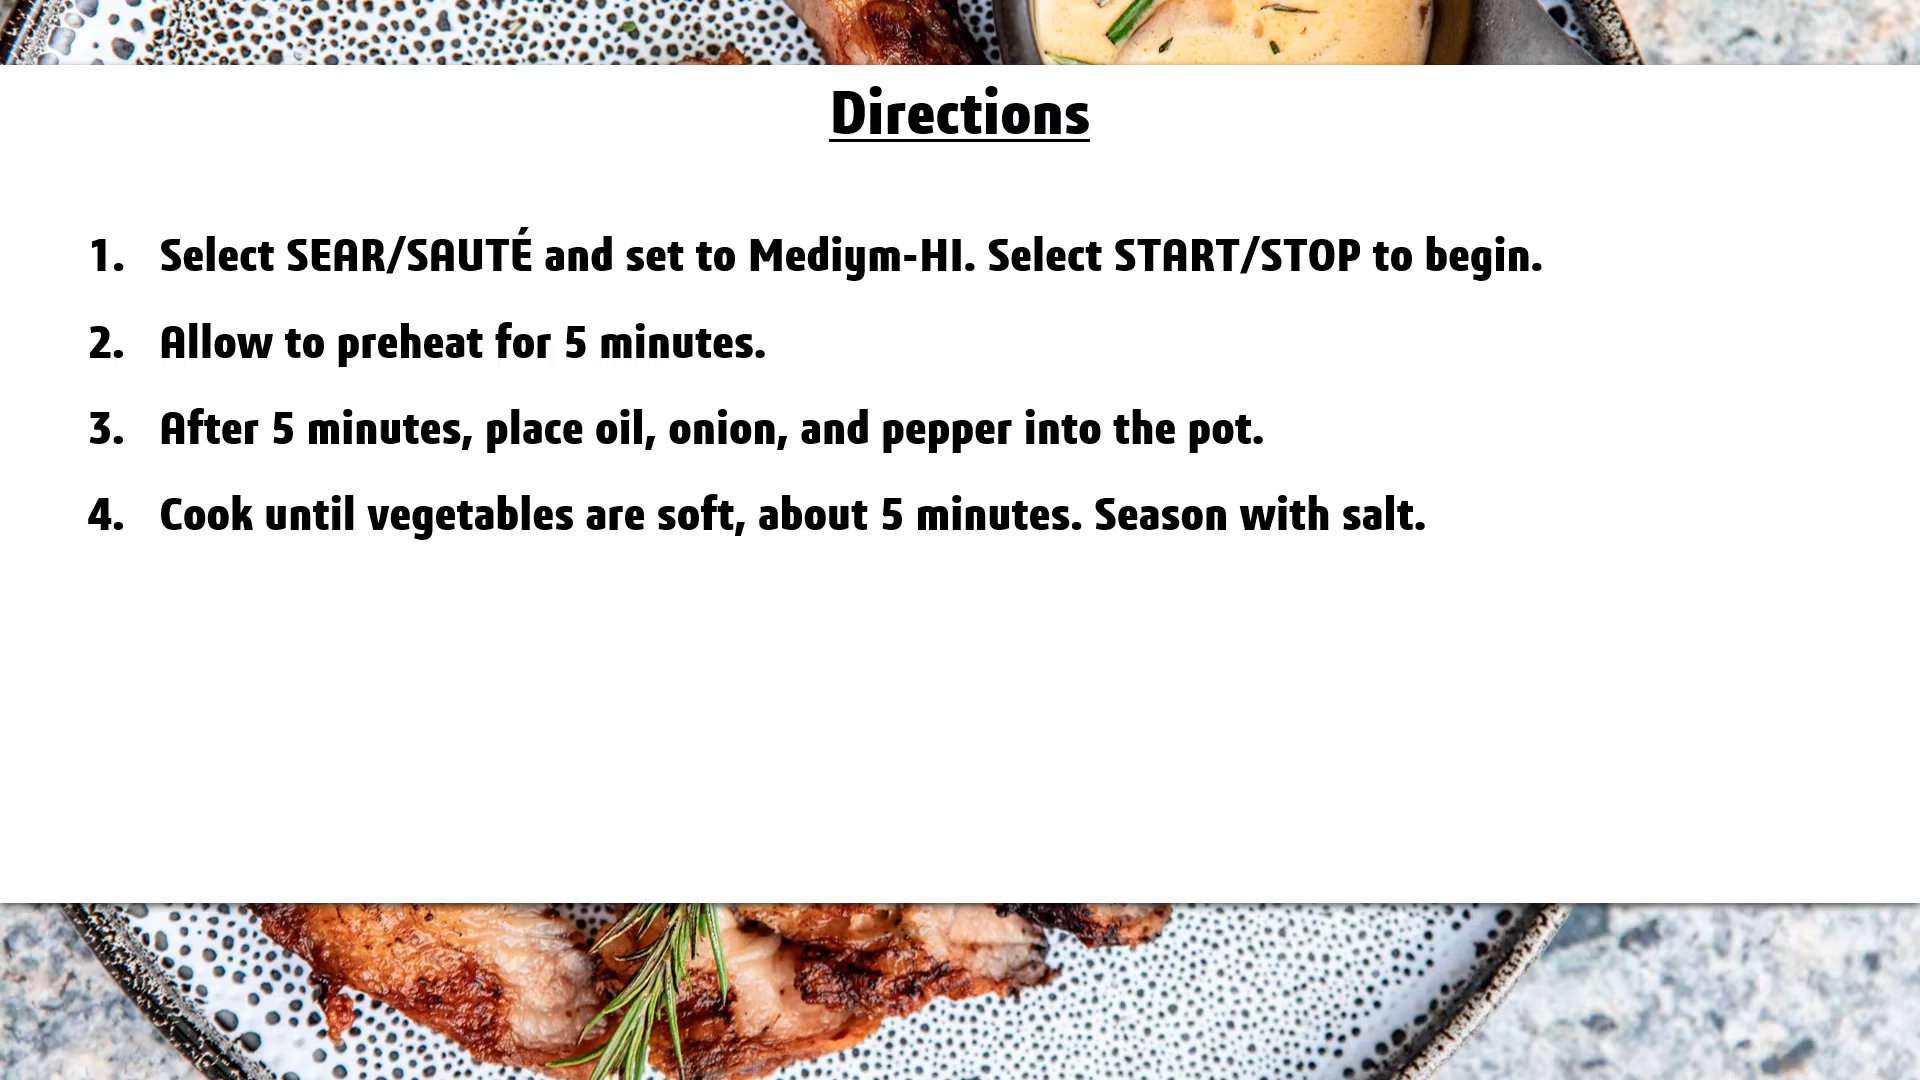 Directions
1. Select SEAR/SAUTÉ and set to Mediym-HI. Select START/STOP to begin.
2. Allow to preheat for 5 minutes.
3. After 5 minutes, place oil, onion, and pepper into the pot.
4. Cook until vegetables are soft, about 5 minutes. Season with salt.